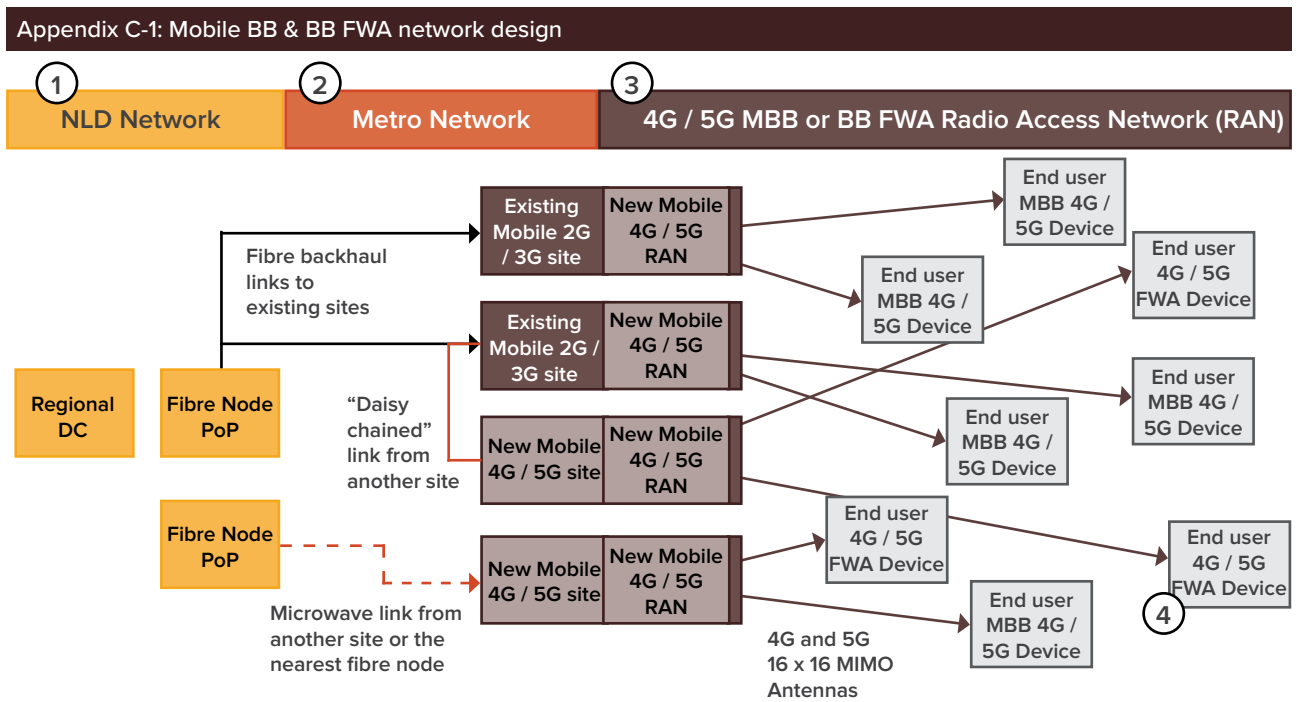 Appendix C-1: Mobile BB & BB FWA network design
1
2
3
NLD Network
Metro Network
4G / 5G MBB or BB FWA Radio Access Network (RAN)
Existing
Mobile 2G
/ 3G site
New Mobile
4G / 5G
RAN
End user
MBB 4G /
5G Device
End user
4G / 5G
FWA Device
Fibre backhaul
links to
existing sites
End user
MBB 4G /
5G Device
Existing
Mobile 2G /
3G site
New Mobile
4G / 5G
RAN
End user
MBB 4G /
5G Device
Regional
DC
Fibre Node
PoP
“Daisy
chained”
link from
another site
New Mobile
4G / 5G site
New Mobile
4G / 5G
RAN
End user
MBB 4G /
5G Device
Fibre Node
PoP
End user
4G / 5G
FWA Device
End user
4G / 5G
FWA Device
4
New Mobile
4G / 5G site
New Mobile
4G / 5G
RAN
End user
MBB 4G /
5G Device
Microwave link from
another site or the
nearest fibre node
4G and 5G
16 x 16 MIMO
Antennas